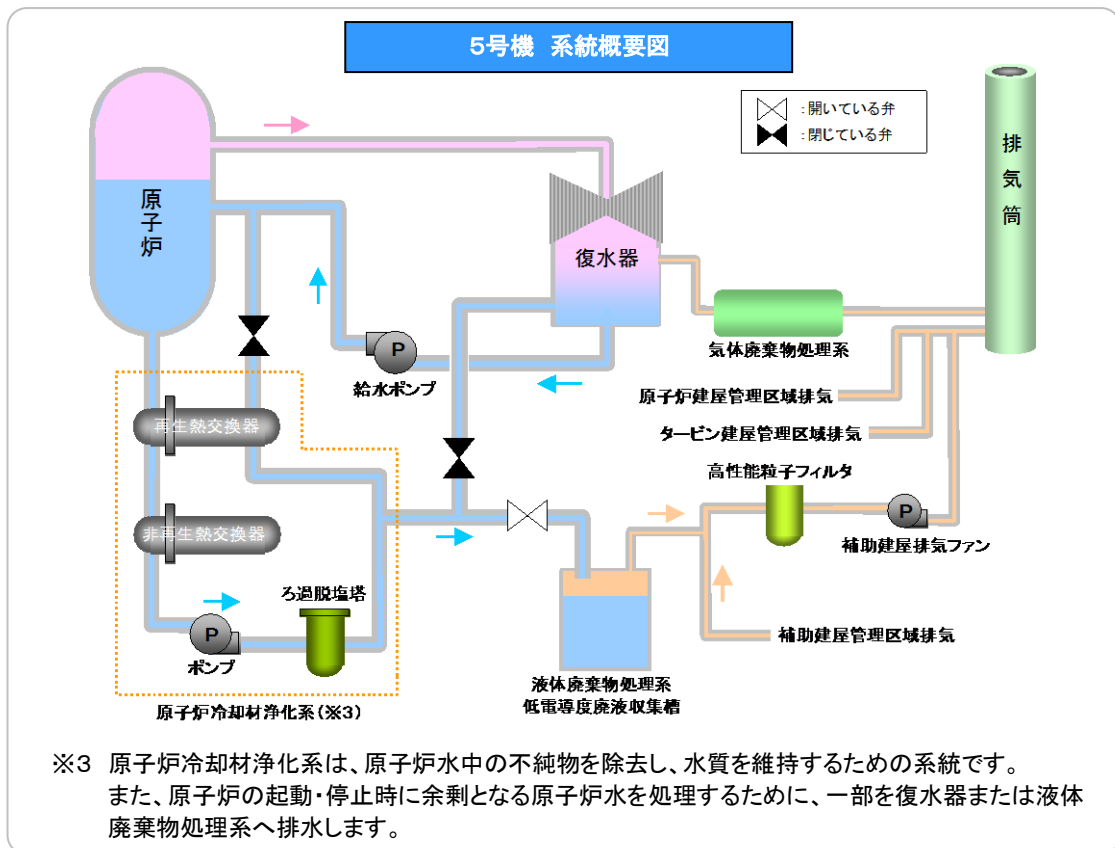 5号機 系統概要図
:開いている弁
:閉じている弁
排気筒
原子炉
復水器
気体廃棄物処理系
P
給水ポンプ
原子炉建屋管理区域排気
タービン建屋管理区域排気
再生熱交換器
高性能粒子フィルタ
P
補助建屋排気ファン
非再生熱交換器
ろ過脱塩塔
P
ポンプ
補助建屋管理区域排気
液体廃棄物処理系
低電導度廃液収集槽
原子炉冷却材浄化系(※3)
※3 原子炉冷却材浄化系は、原子炉水中の不純物を除去し、水質を維持するための系統です。
また、原子炉の起動・停止時に余剰となる原子炉水を処理するために、一部を復水器または液体
廃棄物処理系へ排水します。